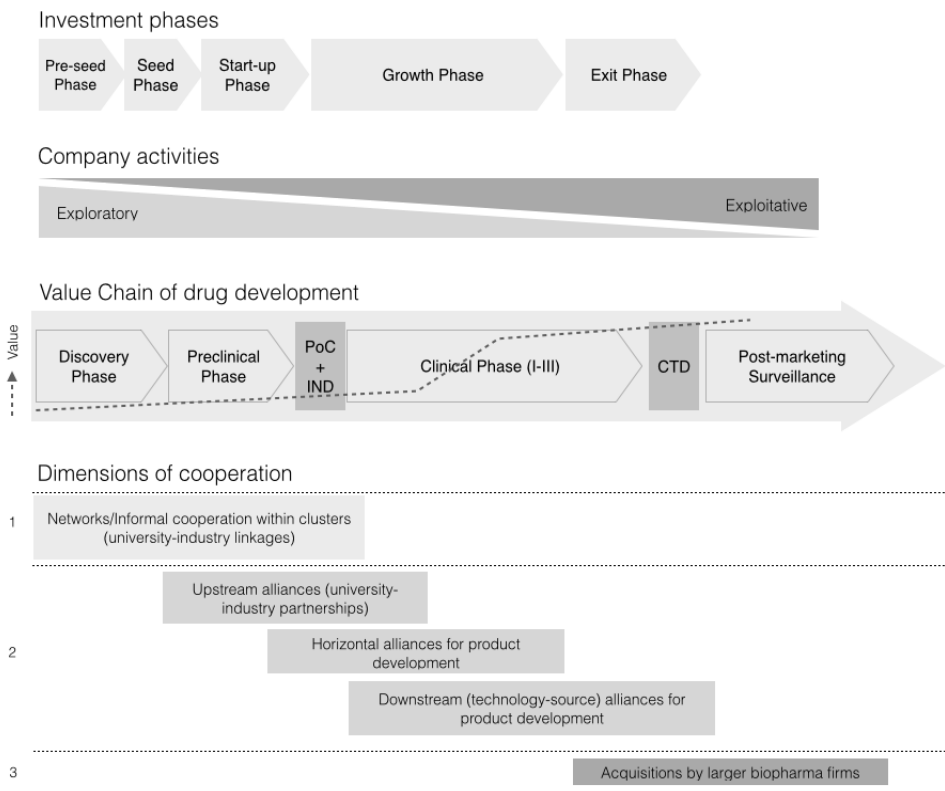 Investment phases
Pre-seed
Phase
Seed
Phase
Start-up
Phase
Growth Phase
Exit Phase
Company activities
Exploratory
Exploitative
Value Chain of drug development
Value
Discovery
Phase
Preclinical
Phase
PoC
+
IND
Clinical Phase (I-III)
CTD
Post-marketing
Surveillance
Dimensions of cooperation
1
Networks/Informal cooperation within clusters
(university-industry linkages)
Upstream alliances (university-
industry partnerships)
2
Horizontal alliances for product
development
Downstream (technology-source) alliances for
product development
3
Acquisitions by larger biopharma firms